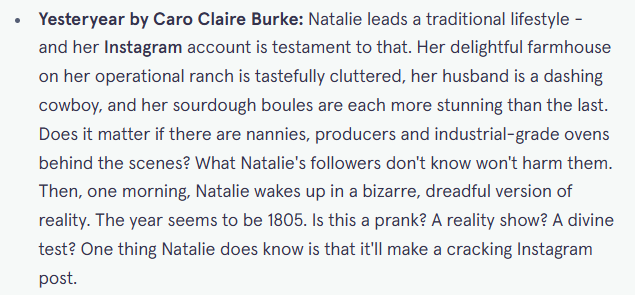 • Yesteryear by Caro Claire Burke: Natalie leads a traditional lifestyle -
and her Instagram account is testament to that. Her delightful farmhouse
on her operational ranch is tastefully cluttered, her husband is a dashing
cowboy, and her sourdough boules are each more stunning than the last.
Does it matter if there are nannies, producers and industrial-grade ovens
behind the scenes? What Natalie's followers don't know won't harm them.
Then, one morning, Natalie wakes up in a bizarre, dreadful version of
reality. The year seems to be 1805. Is this a prank? A reality show? A divine
test? One thing Natalie does know is that it'll make a cracking Instagram
post.